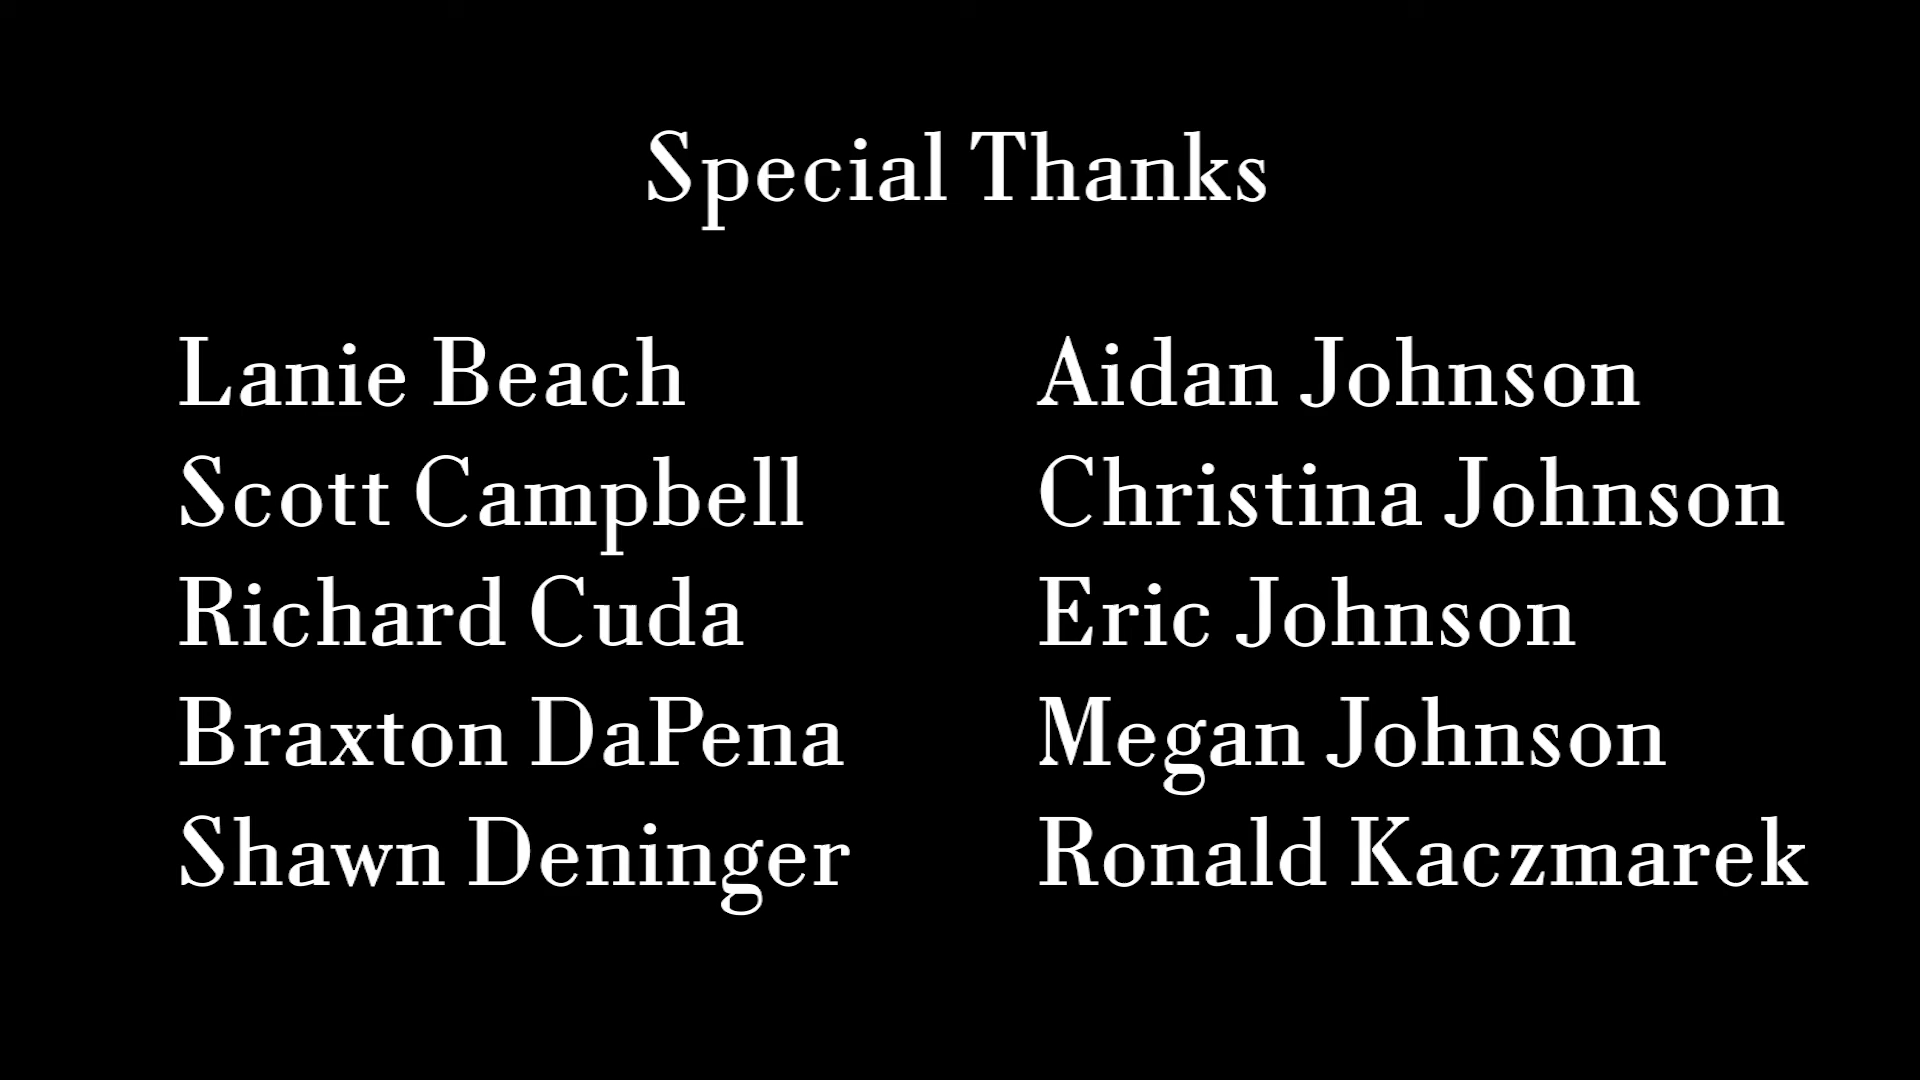 Special Thanks
Lanie Beach
Scott Campbell
Richard Cuda
Braxton DaPena
Shawn Deninger
Aidan Johnson
Christina Johnson
Eric Johnson
Megan Johnson
Ronald Kaczmarek